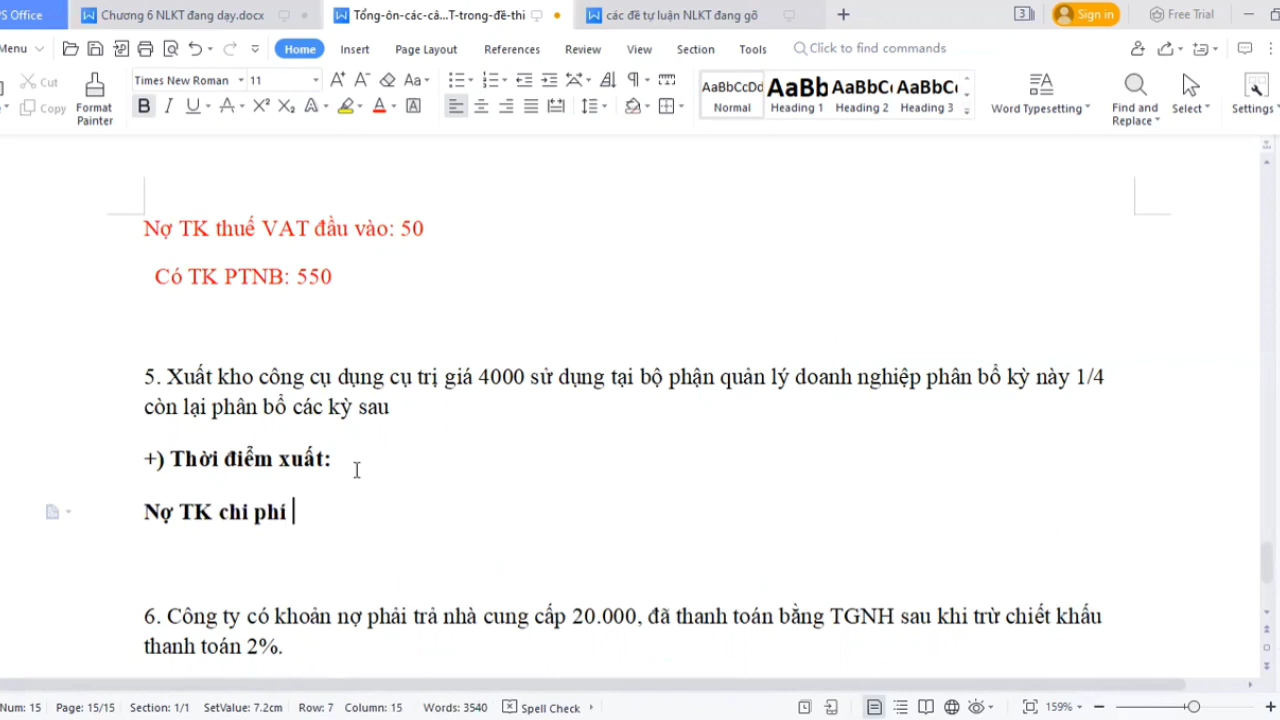 PS Office
Chương 6 NLKT đang dạy.docx
Tổng-ôn-các-câ...T-trong-đề-thi
các đề tự luận NLKT đang gõ
Sign in
Free Trial
Menu
Home
Insert
Page Layout
References
Review
View
Section
Tools
Click to find commands
Cut
Copy
Format Painter
Times New Roman
11
AaBbCcDd
Normal
AaBb
Heading 1
AaBbC
Heading 2
AaBbC
Heading 3
Word Typesetting
Find and Replace
Select
Settings
Nợ TK thuế VAT đầu vào: 50
Có TK PTNB: 550
5. Xuất kho công cụ dụng cụ trị giá 4000 sử dụng tại bộ phận quản lý doanh nghiệp phân bổ kỳ này 1/4
còn lại phân bổ các kỳ sau
+) Thời điểm xuất:
Nợ TK chi phí
6. Công ty có khoản nợ phải trả nhà cung cấp 20.000, đã thanh toán bằng TGNH sau khi trừ chiết khấu
thanh toán 2%.
Num: 15 Page: 15/15 Section: 1/1 SetValue: 7.2cm Row: 7 Column: 15 Words: 3540 Spell Check 159%